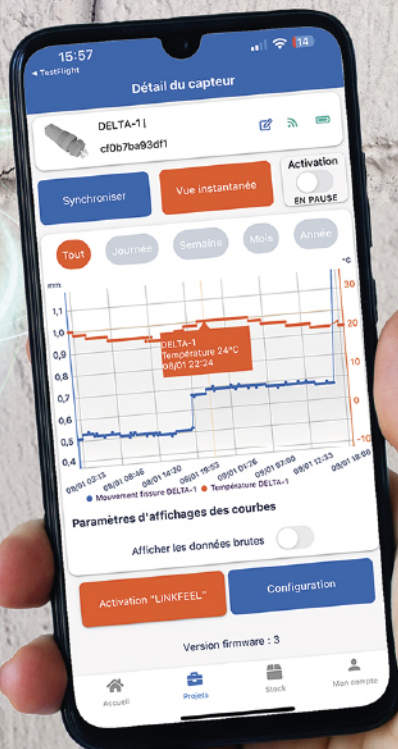 15:57
14
◀ TestFlight
Détail du capteur
DELTA-1 |
cf0b7ba93df1
Synchroniser
Vue instantanée
Activation
EN PAUSE
Tout
Journée
Semaine
Mois
Année
mm
°C
1,1
1,0
0,9
0,8
0,7
0,6
0,5
0,4
30
20
10
0
-10
DELTA-1
Température 24°C
08/01 22:24
08/01 03:13
08/01 08:46
08/01 14:20
08/01 19:53
09/01 01:26
09/01 07:00
09/01 12:33
09/01 18:06
Mouvement fissure DELTA-1
Température DELTA-1
Paramètres d'affichages des courbes
Afficher les données brutes
Activation "LINKFEEL"
Configuration
Version firmware : 3
Accueil
Projets
Stock
Mon compte